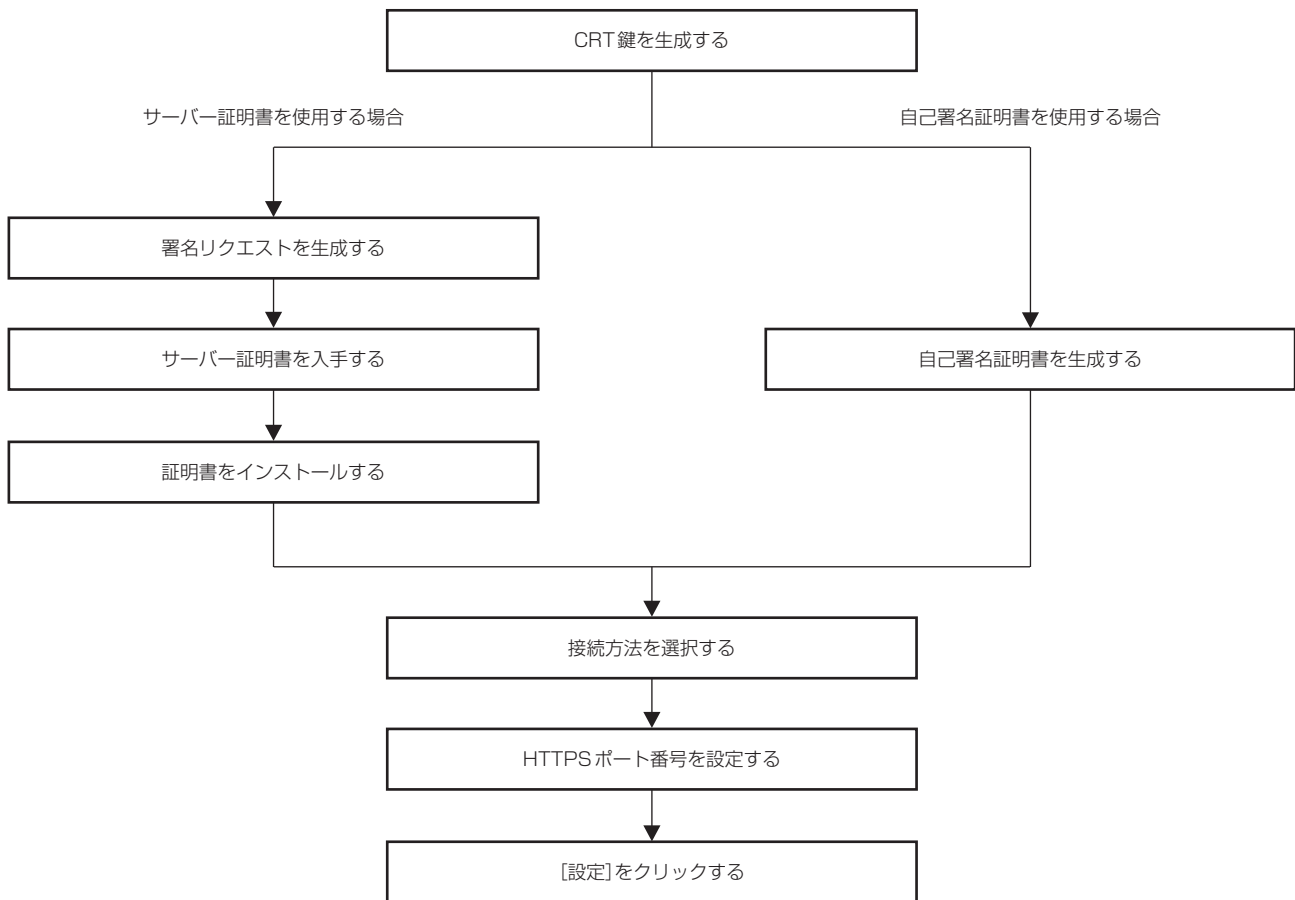 CRT鍵を生成する
サーバー証明書を使用する場合
自己署名証明書を使用する場合
署名リクエストを生成する
サーバー証明書を入手する
自己署名証明書を生成する
証明書をインストールする
接続方法を選択する
HTTPSポート番号を設定する
[設定]をクリックする